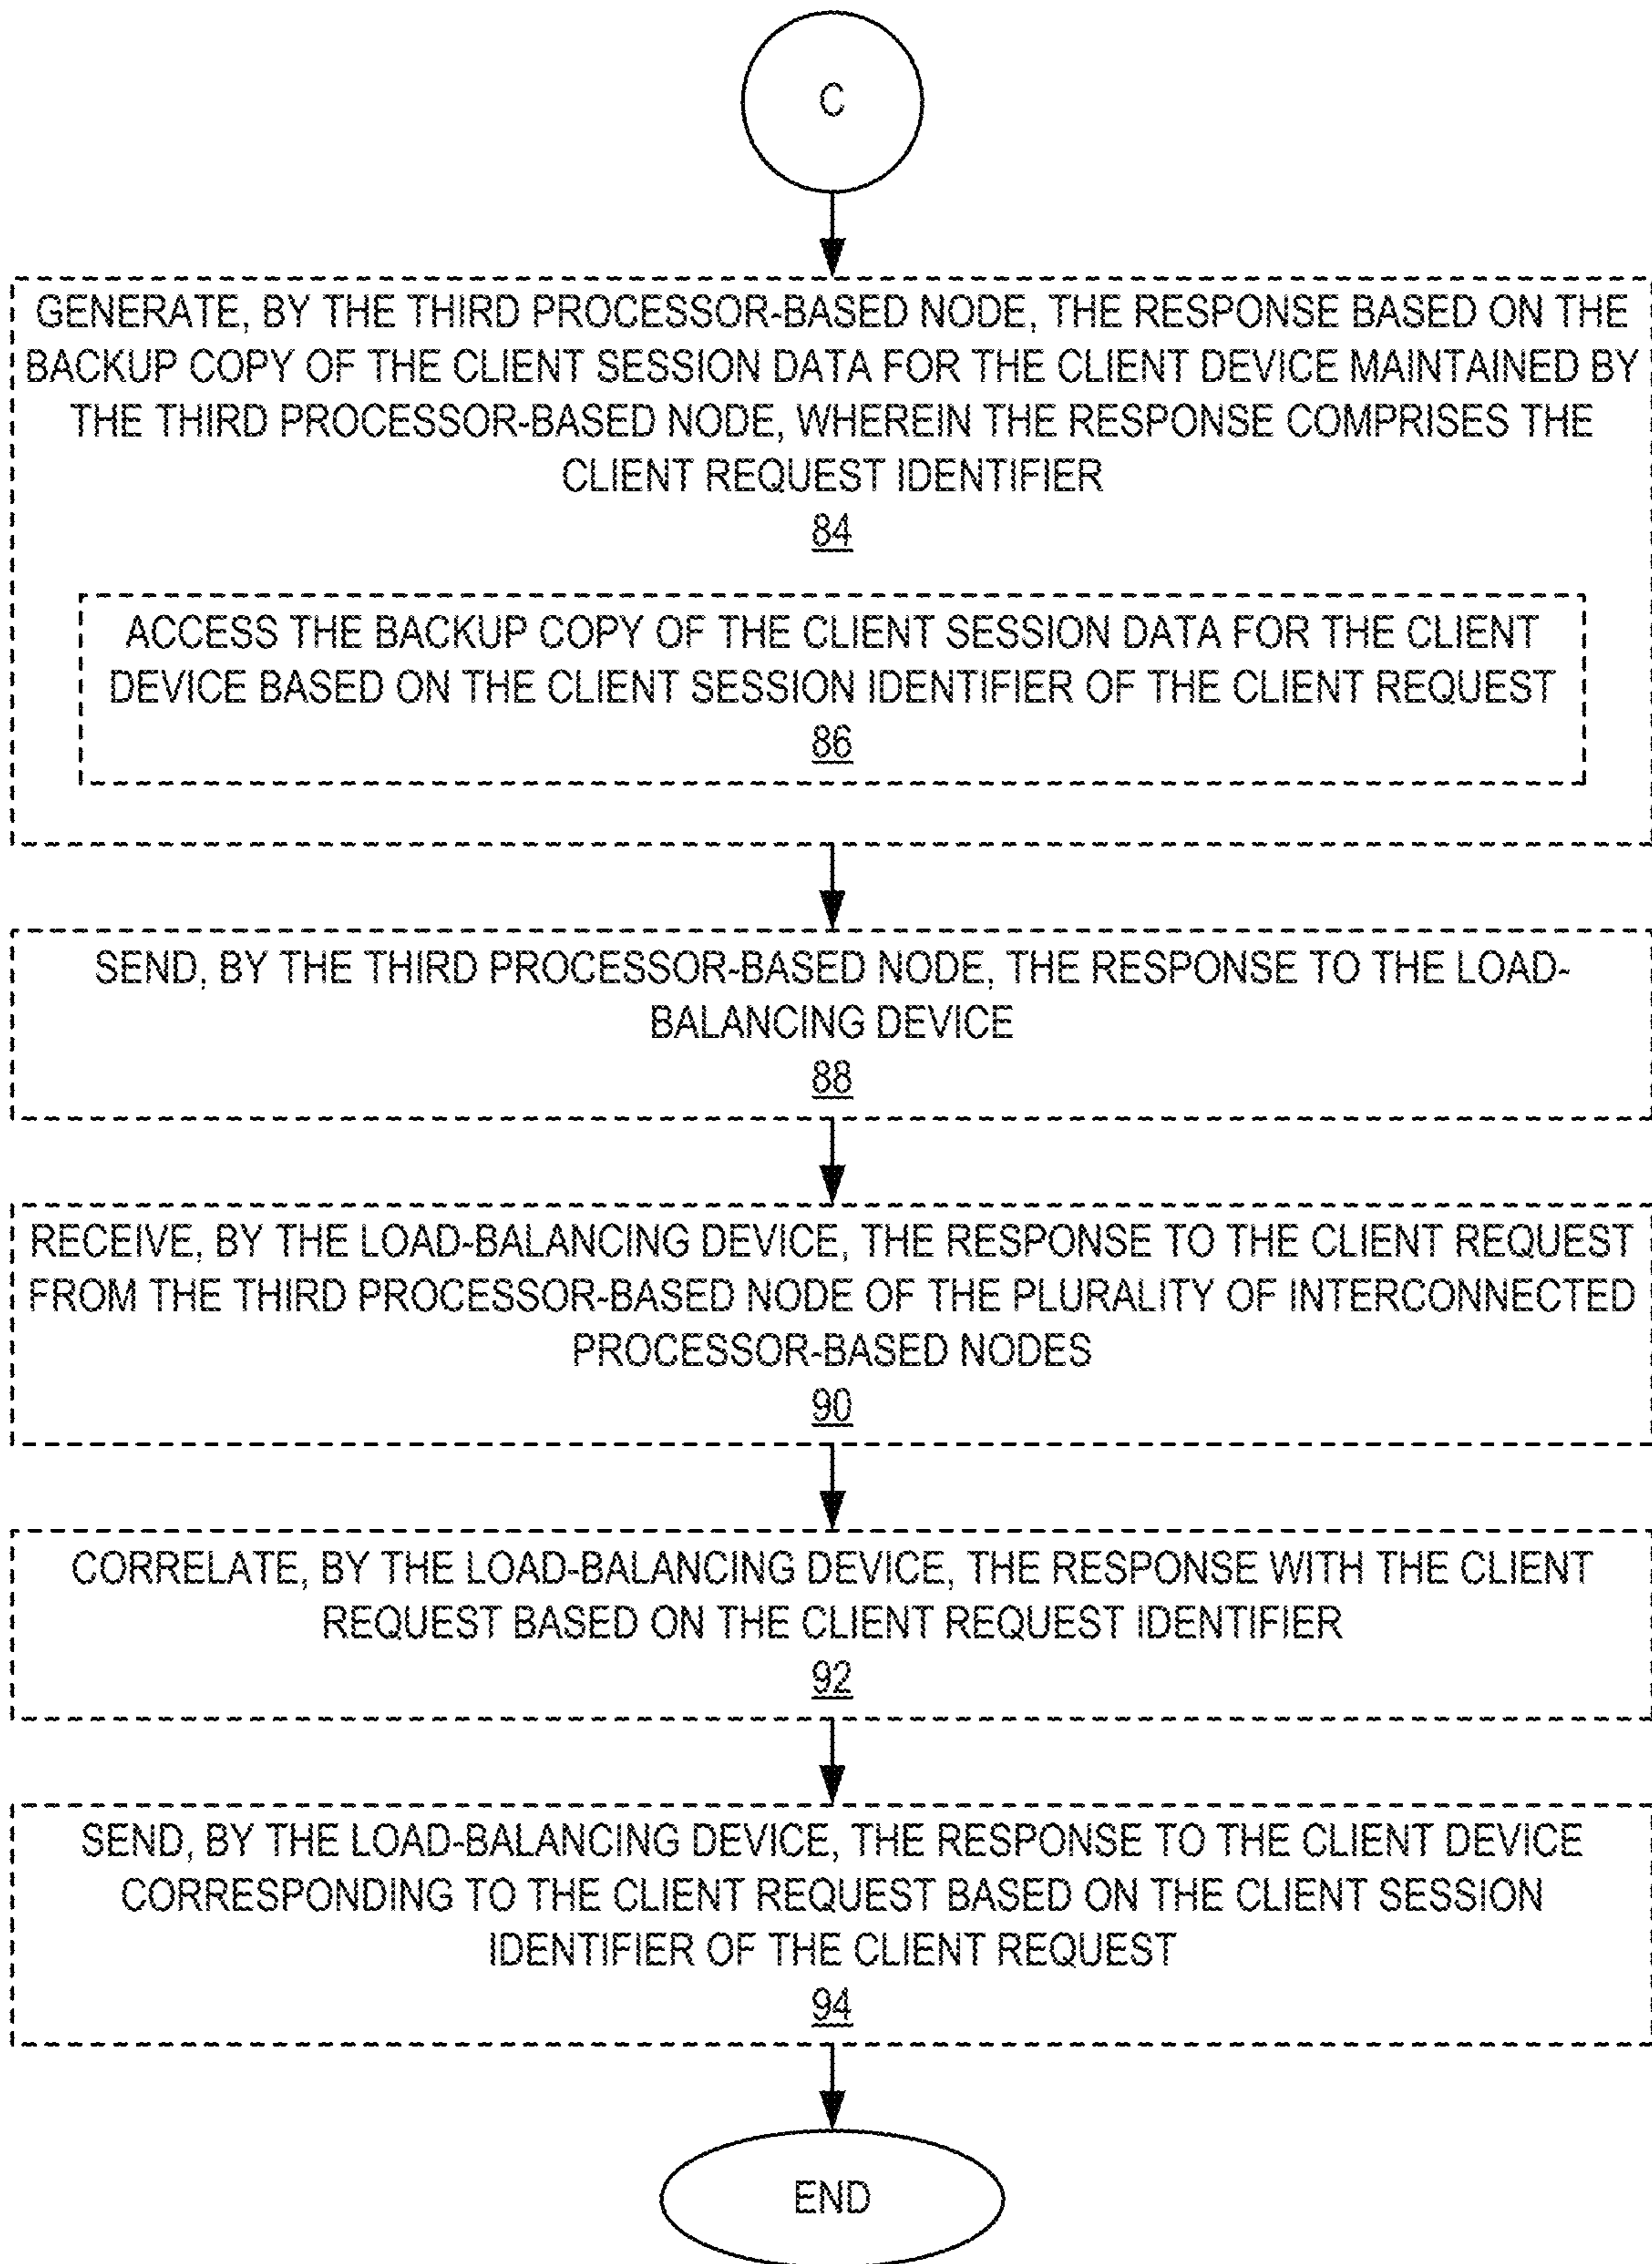 C
GENERATE, BY THE THIRD PROCESSOR-BASED NODE, THE RESPONSE BASED ON THE
BACKUP COPY OF THE CLIENT SESSION DATA FOR THE CLIENT DEVICE MAINTAINED BY
THE THIRD PROCESSOR-BASED NODE, WHEREIN THE RESPONSE COMPRISES THE
CLIENT REQUEST IDENTIFIER
84
ACCESS THE BACKUP COPY OF THE CLIENT SESSION DATA FOR THE CLIENT
DEVICE BASED ON THE CLIENT SESSION IDENTIFIER OF THE CLIENT REQUEST
86
SEND, BY THE THIRD PROCESSOR-BASED NODE, THE RESPONSE TO THE LOAD-
BALANCING DEVICE
88
RECEIVE, BY THE LOAD-BALANCING DEVICE, THE RESPONSE TO THE CLIENT REQUEST
FROM THE THIRD PROCESSOR-BASED NODE OF THE PLURALITY OF INTERCONNECTED
PROCESSOR-BASED NODES
90
CORRELATE, BY THE LOAD-BALANCING DEVICE, THE RESPONSE WITH THE CLIENT
REQUEST BASED ON THE CLIENT REQUEST IDENTIFIER
92
SEND, BY THE LOAD-BALANCING DEVICE, THE RESPONSE TO THE CLIENT DEVICE
CORRESPONDING TO THE CLIENT REQUEST BASED ON THE CLIENT SESSION
IDENTIFIER OF THE CLIENT REQUEST
94
END